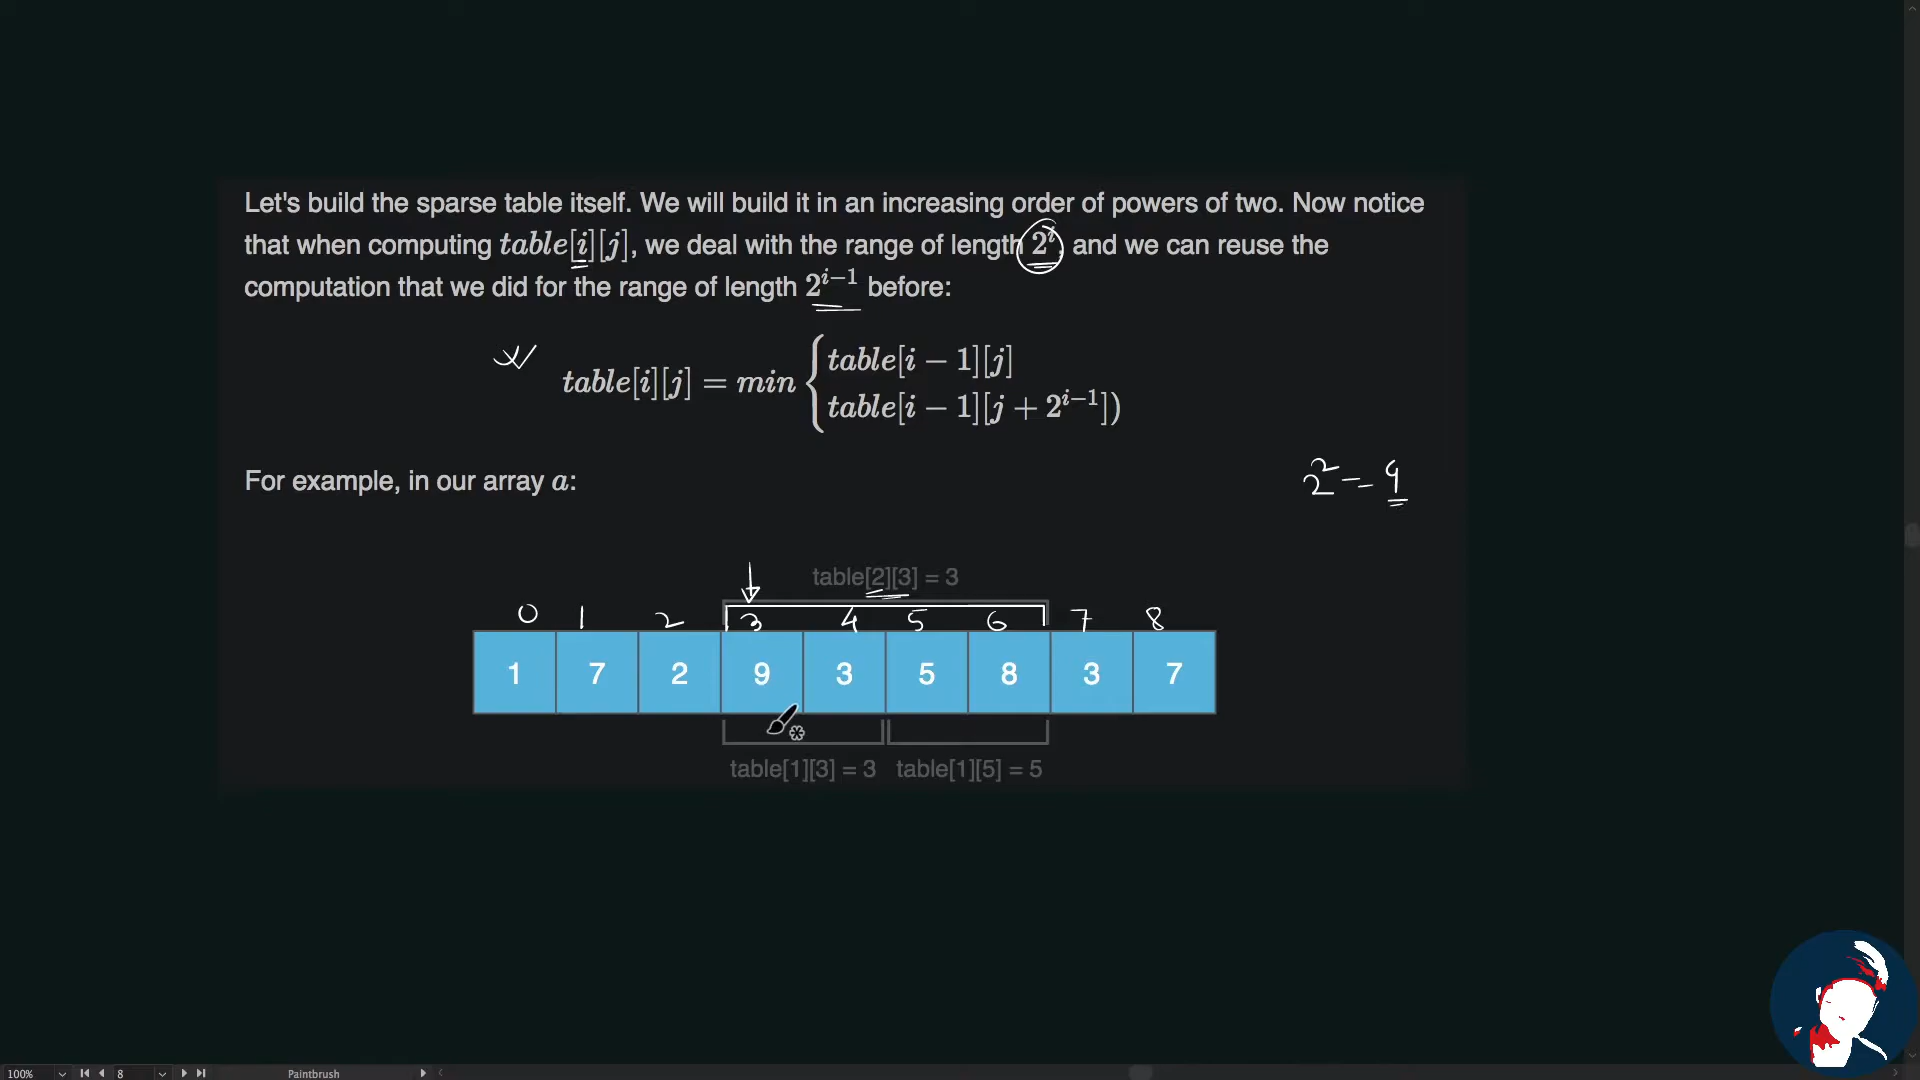 Let's build the sparse table itself. We will build it in an increasing order of powers of two. Now notice
that when computing table[i][j], we deal with the range of length 2^i, and we can reuse the
computation that we did for the range of length 2^{i−1} before:
table[i][j] = min { table[i − 1][j]
table[i − 1][j + 2^{i−1}])
For example, in our array a:
2^2 = 4
table[2][3] = 3
0 1 2 3 4 5 6 7 8
1 7 2 9 3 5 8 3 7
table[1][3] = 3 table[1][5] = 5
100% 8 Paintbrush